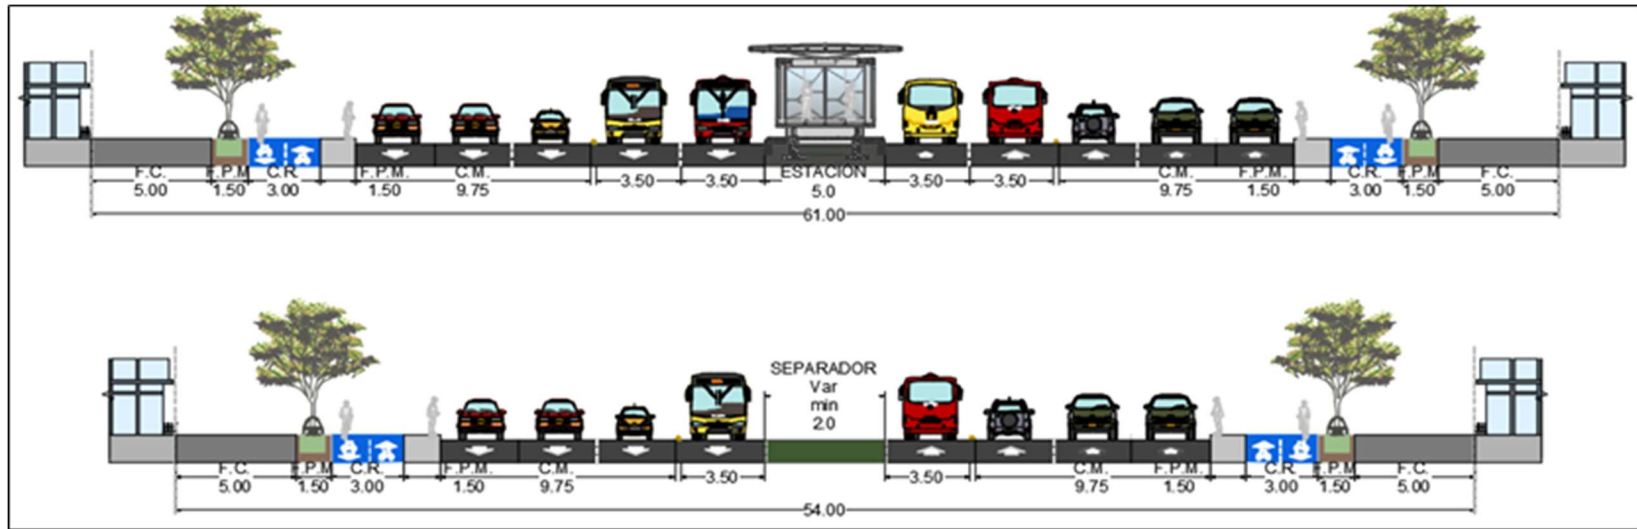 F.C. F.P.M C.R. F.P.M. C.M. ESTACIÓN C.M. F.P.M. C.R. F.P.M F.C.
5.00 1.50 3.00 1.50 9.75 3.50 3.50 5.0 3.50 3.50 9.75 1.50 3.00 1.50 5.00
61.00
SEPARADOR
Var
min
2.0
F.C. F.P.M C.R. F.P.M. C.M. C.M. F.P.M. C.R. F.P.M F.C.
5.00 1.50 3.00 1.50 9.75 3.50 3.50 9.75 1.50 3.00 1.50 5.00
54.00